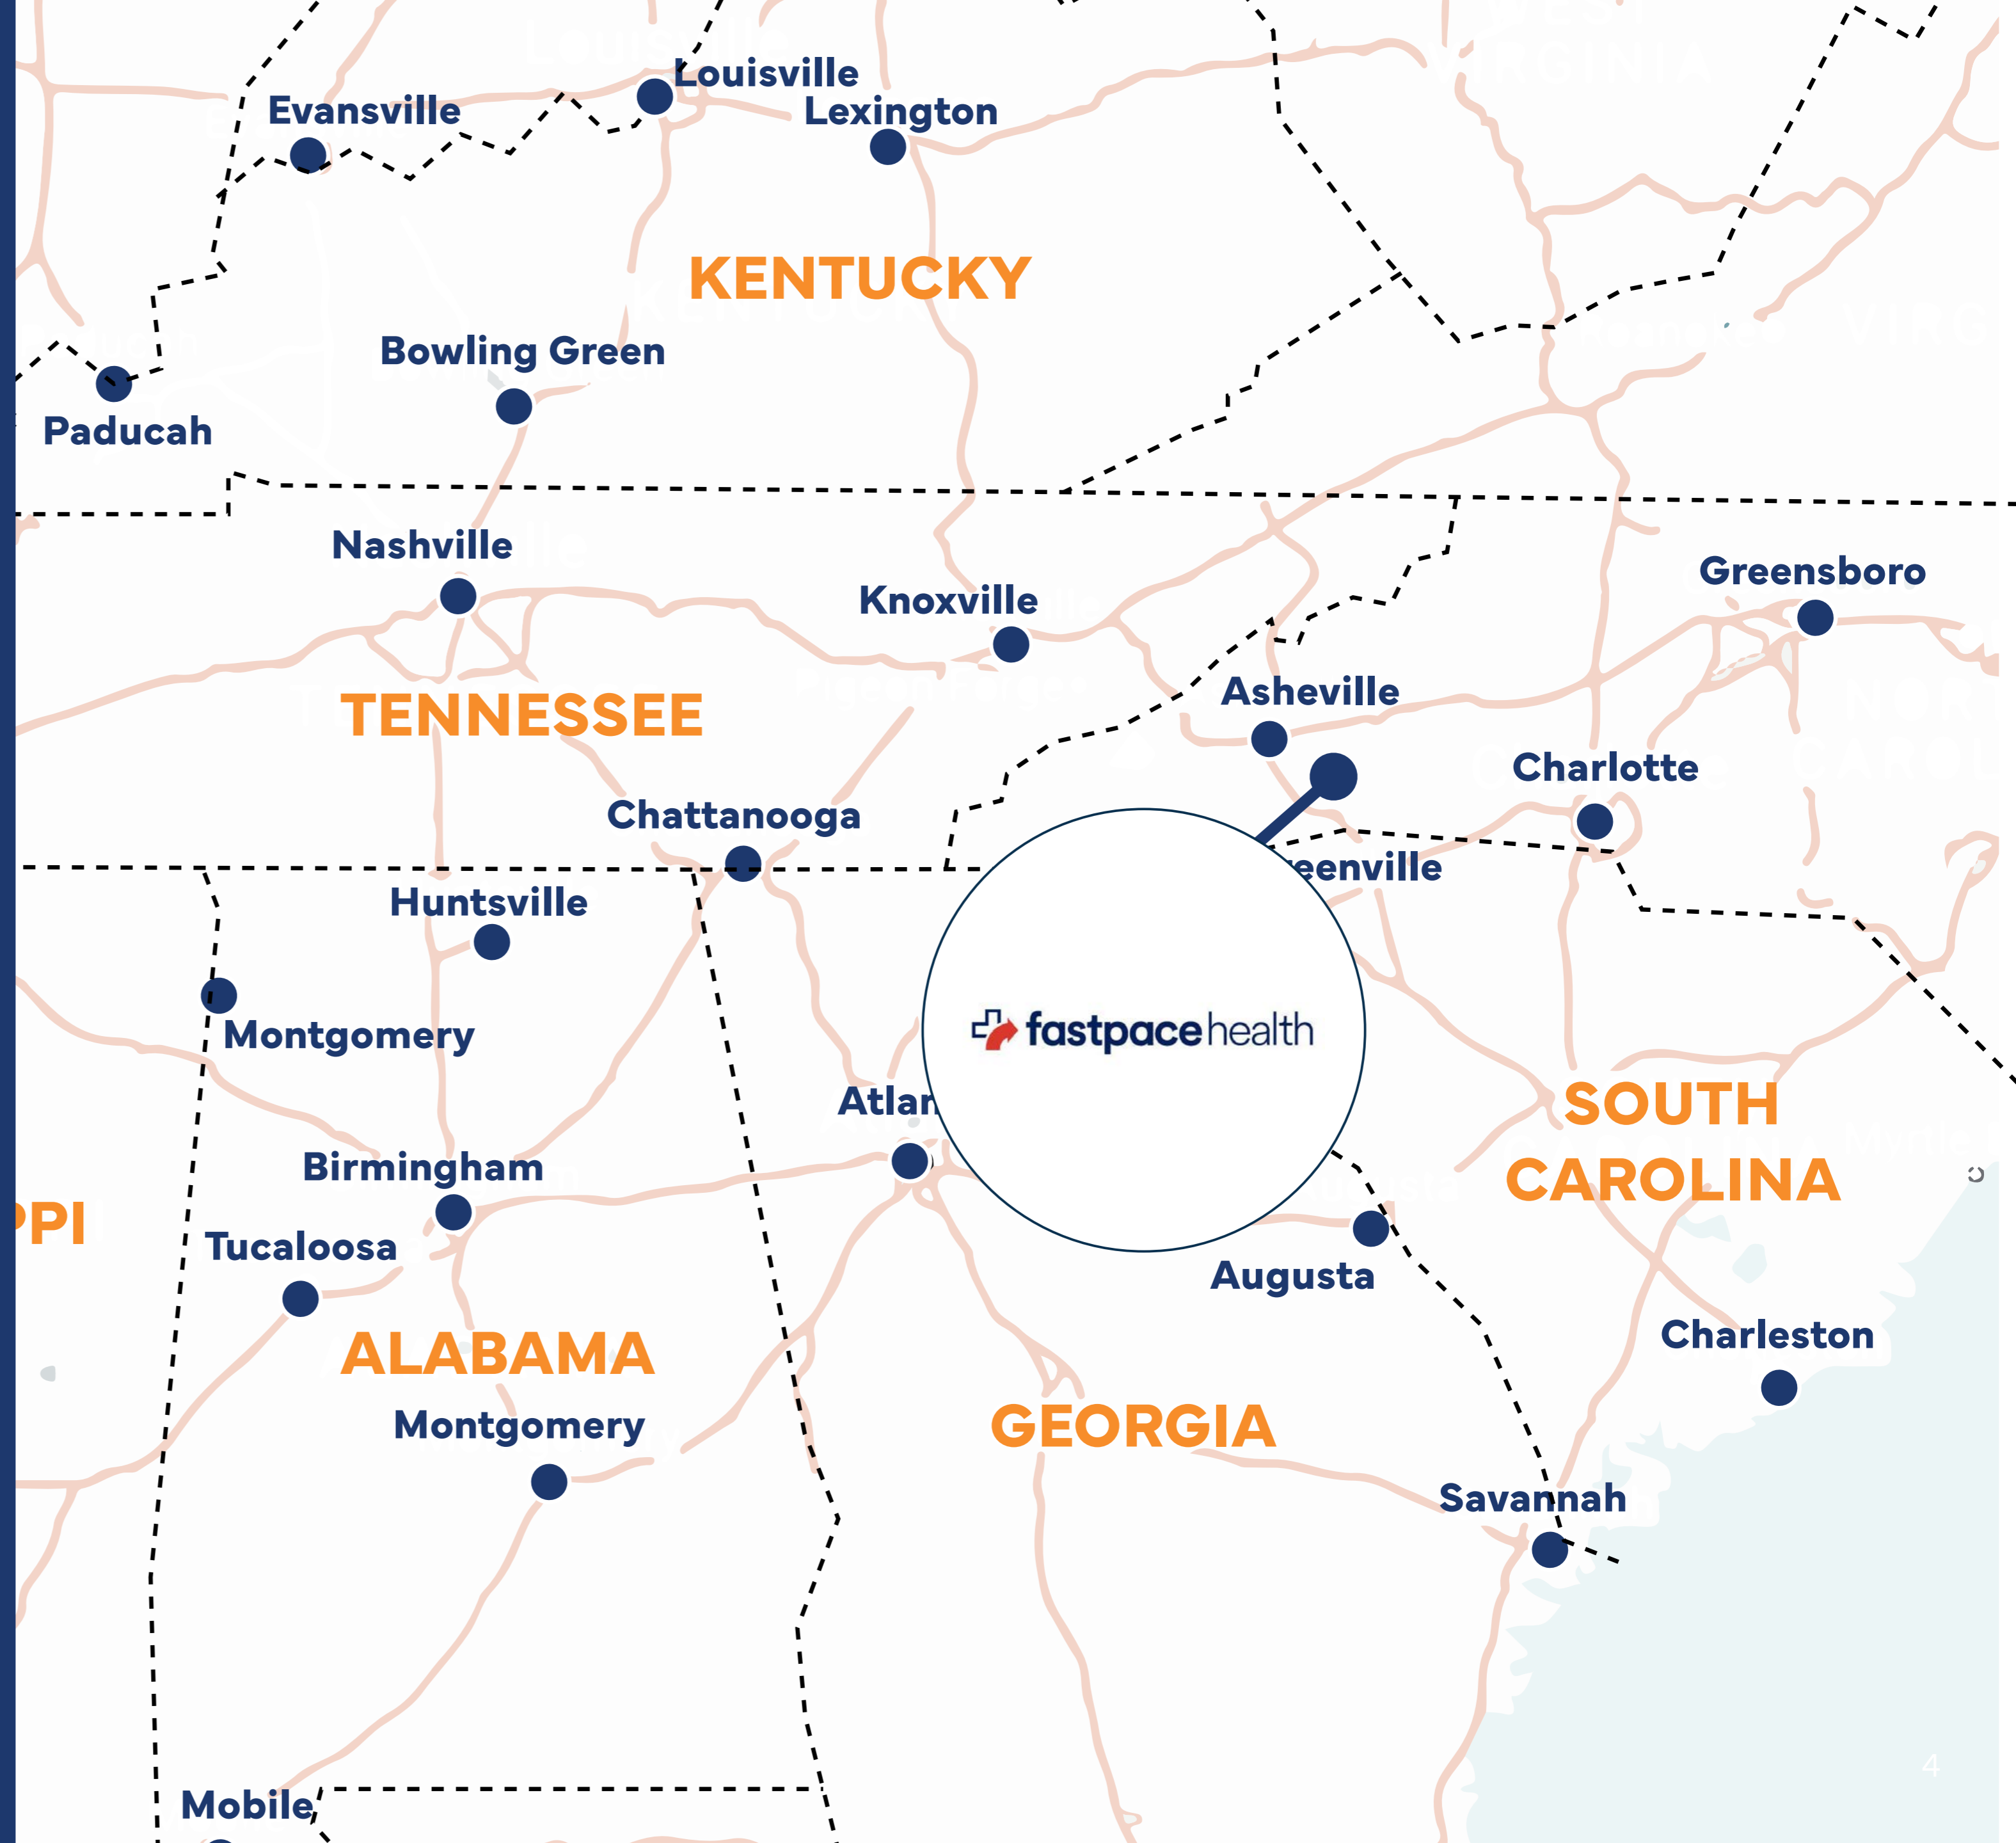 Louisville
Evansville
Lexington
KENTUCKY
Bowling Green
Paducah
Nashville
Knoxville
Greensboro
Asheville
TENNESSEE
Charlotte
Chattanooga
eenville
Huntsville
Montgomery
fastpacehealth
Atlan
SOUTH
CAROLINA
Birmingham
PPI
Tucaloosa
Augusta
Charleston
ALABAMA
Montgomery
GEORGIA
Savannah
4
Mobile